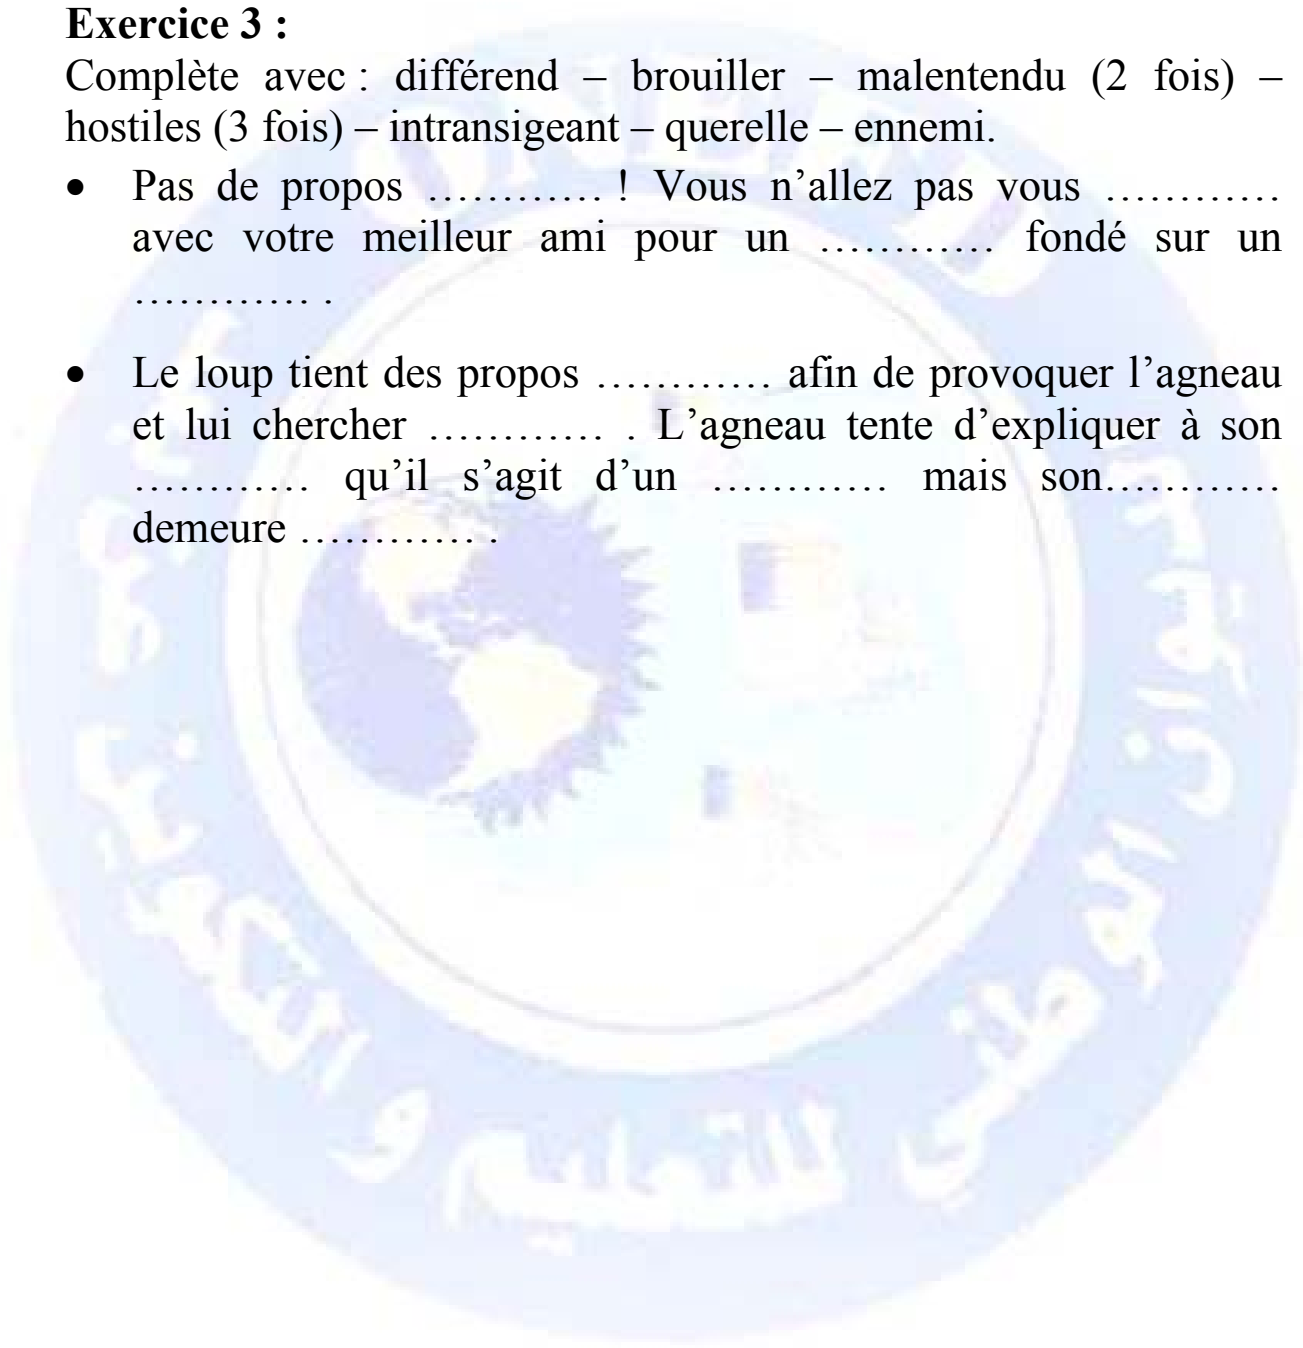 Exercice 3 :
Complète avec : différend – brouiller – malentendu (2 fois) –
hostiles (3 fois) – intransigeant – querelle – ennemi.
• Pas de propos ………… ! Vous n’allez pas vous …………
avec votre meilleur ami pour un ………… fondé sur un
………… .
• Le loup tient des propos ………… afin de provoquer l’agneau
et lui chercher ………… . L’agneau tente d’expliquer à son
………… qu’il s’agit d’un ………… mais son…………
demeure ………… .
ONEFD